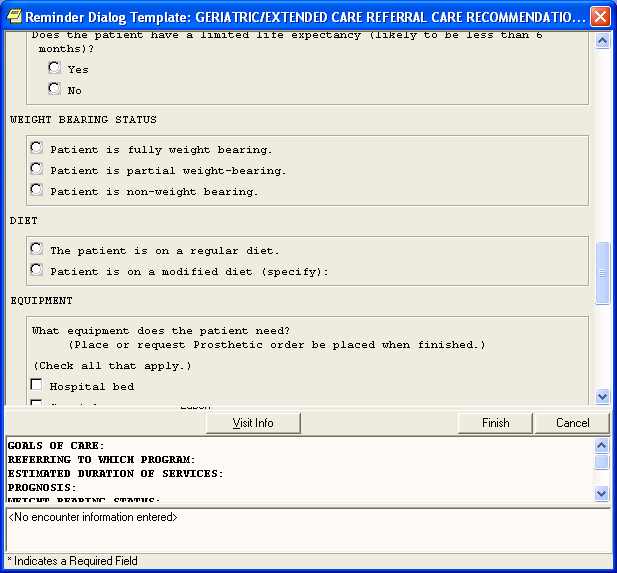 Reminder Dialog Template: GERIATRIC/EXTENDED CARE REFERRAL CARE RECOMMENDATIO...
Does the patient have a limited life expectancy (likely to be less than 6
months)?
Yes
No
WEIGHT BEARING STATUS
Patient is fully weight bearing.
Patient is partial weight-bearing.
Patient is non-weight bearing.
DIET
The patient is on a regular diet.
Patient is on a modified diet (specify):
EQUIPMENT
What equipment does the patient need?
(Place or request Prosthetic order be placed when finished.)
(Check all that apply.)
Hospital bed
Visit Info
Finish
Cancel
GOALS OF CARE:
REFERRING TO WHICH PROGRAM:
ESTIMATED DURATION OF SERVICES:
PROGNOSIS:
WEIGHT BEARING STATUS:
<No encounter information entered>
* Indicates a Required Field